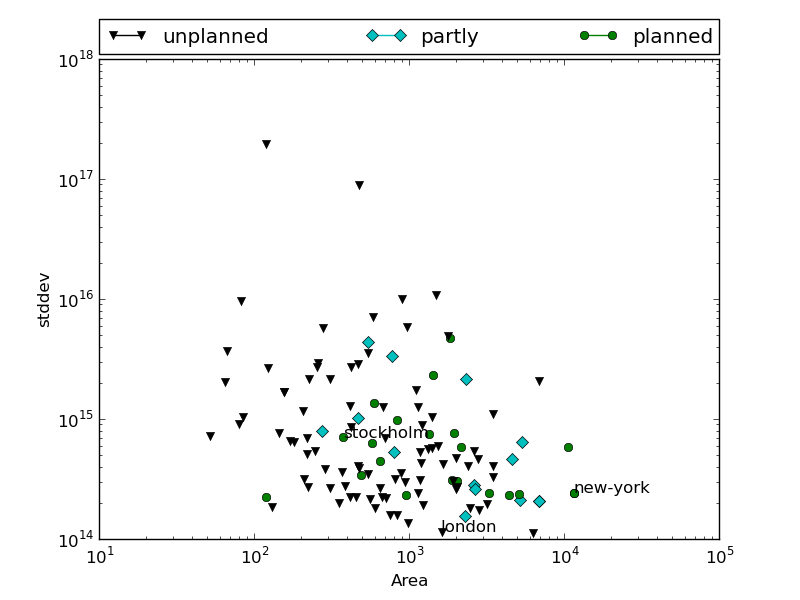 unplanned partly planned
10^18
10^17
10^16
10^15
10^14
stddev
stockholm
new-york
london
10^1 10^2 10^3 10^4 10^5
Area